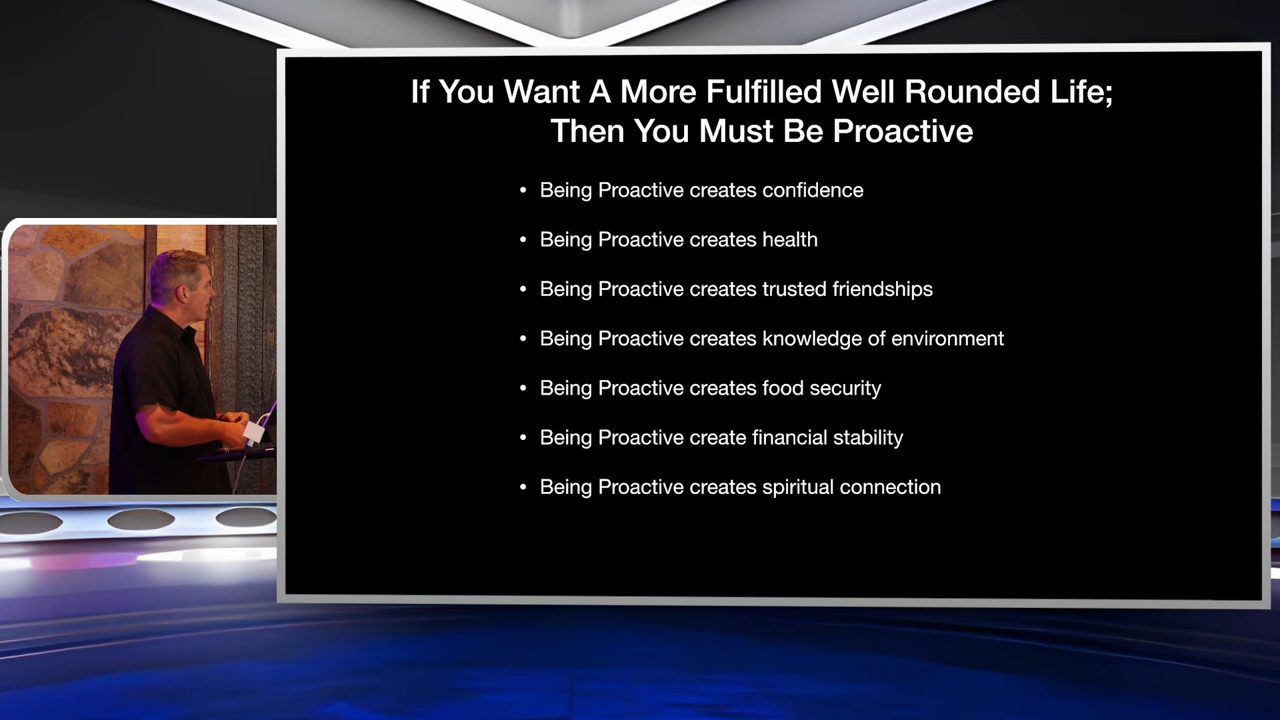 If You Want A More Fulfilled Well Rounded Life;
Then You Must Be Proactive
• Being Proactive creates confidence
• Being Proactive creates health
• Being Proactive creates trusted friendships
• Being Proactive creates knowledge of environment
• Being Proactive creates food security
• Being Proactive create financial stability
• Being Proactive creates spiritual connection